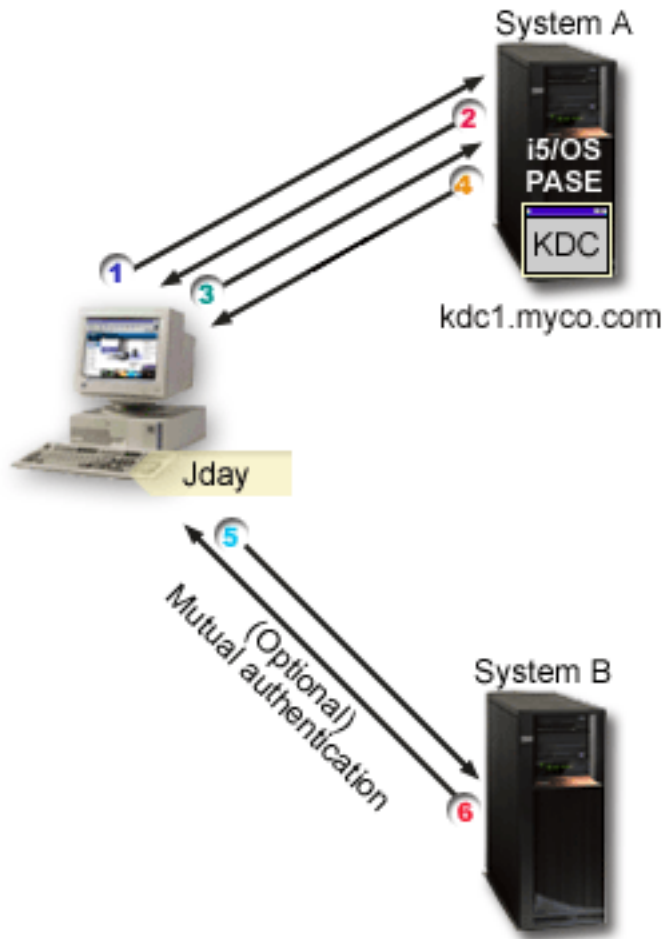 System A
2
i5/OS
PASE
4
KDC
1
3
kdc1.myco.com
Jday
5
(Optional)
Mutual authentication
System B
6